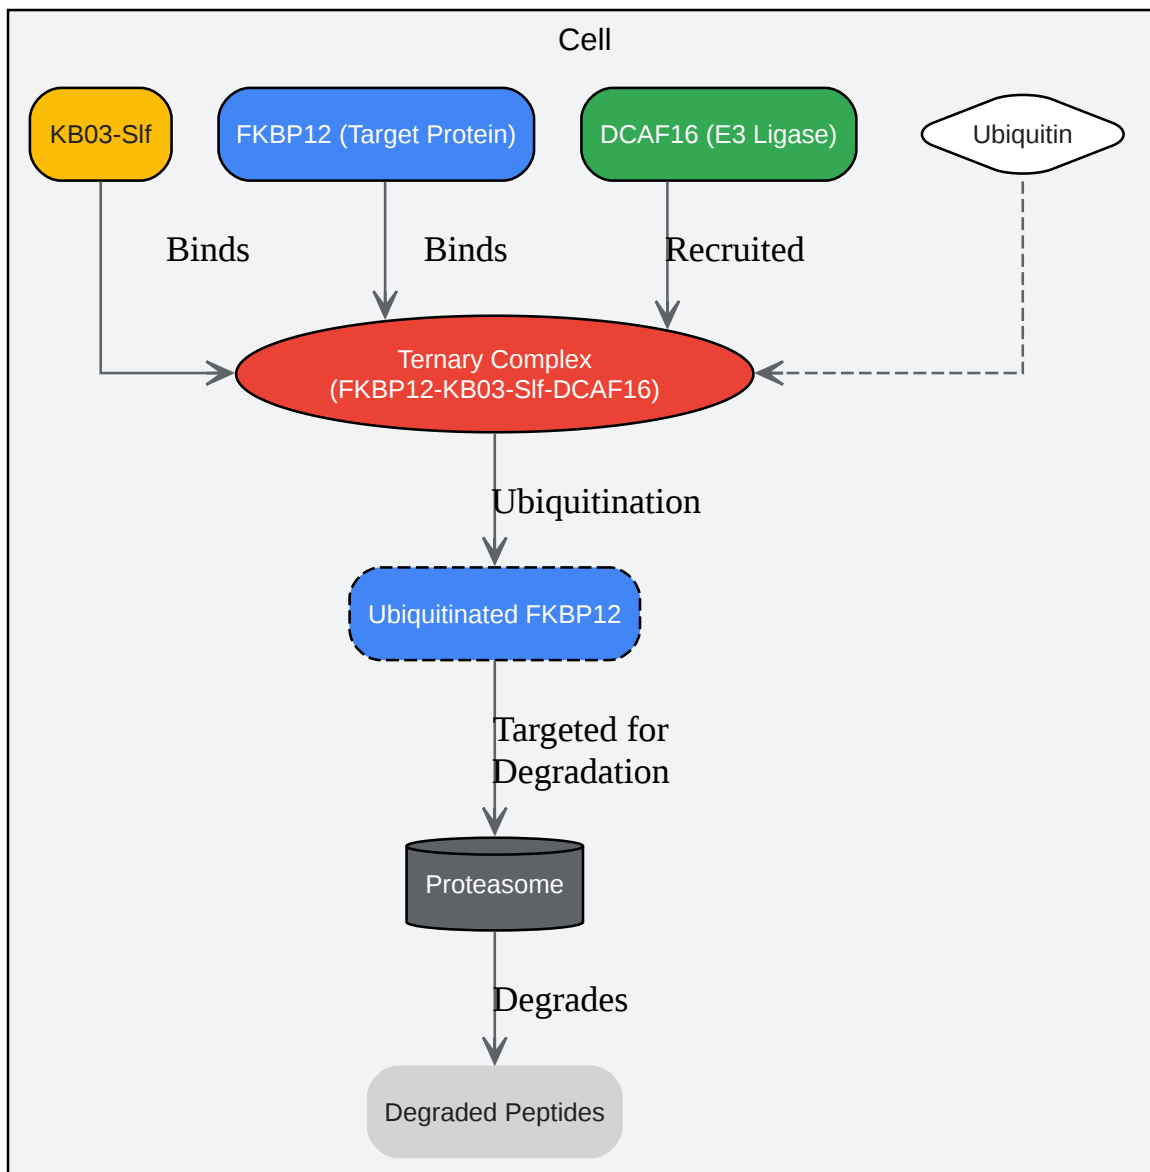 Cell
KB03-Slf
FKBP12 (Target Protein)
DCAF16 (E3 Ligase)
Ubiquitin
Binds
Binds
Recruited
Ternary Complex
(FKBP12-KB03-Slf-DCAF16)
Ubiquitination
Ubiquitinated FKBP12
Targeted for
Degradation
Proteasome
Degrades
Degraded Peptides